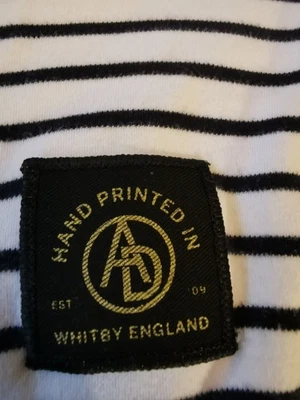 HAND PRINTED IN
AD
EST 09
WHITBY ENGLAND